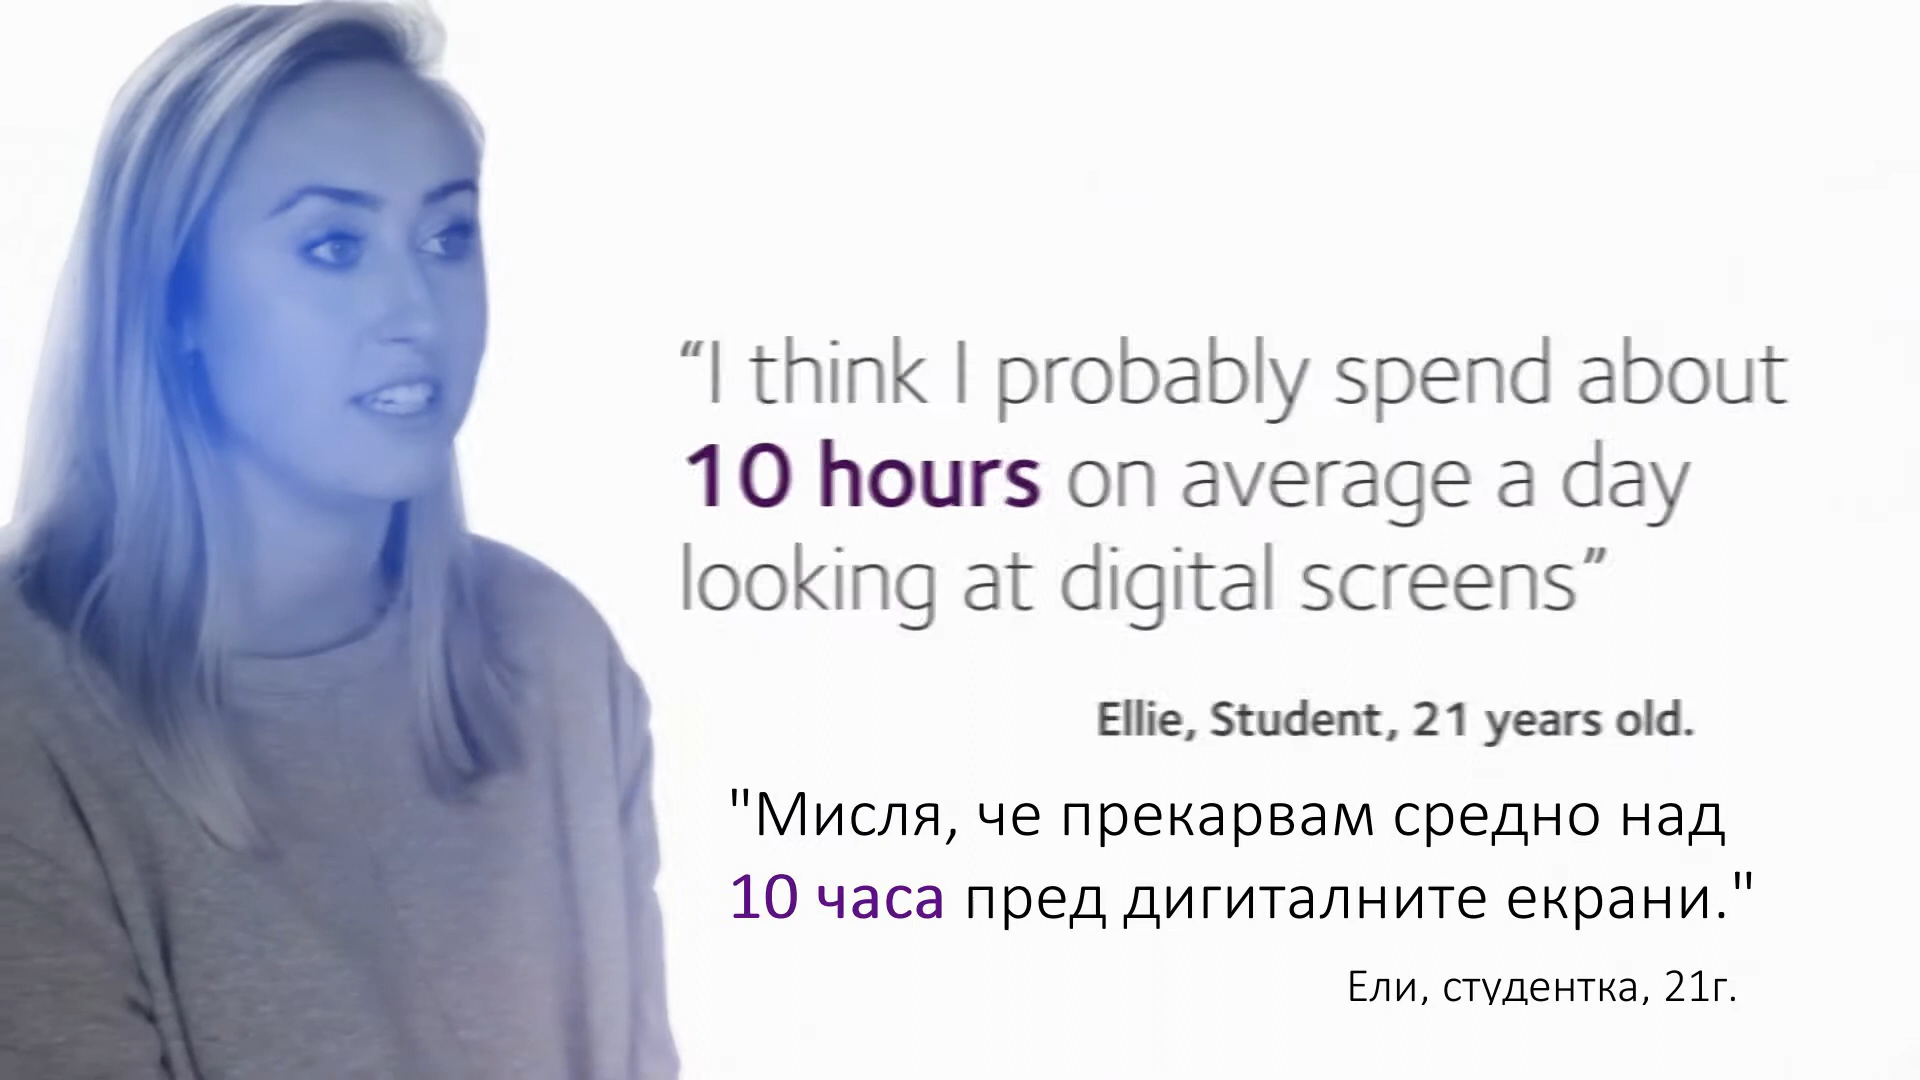 “I think I probably spend about
10 hours on average a day
looking at digital screens”
Ellie, Student, 21 years old.
"Мисля, че прекарвам средно над
10 часа пред дигиталните екрани."
Ели, студентка, 21г.